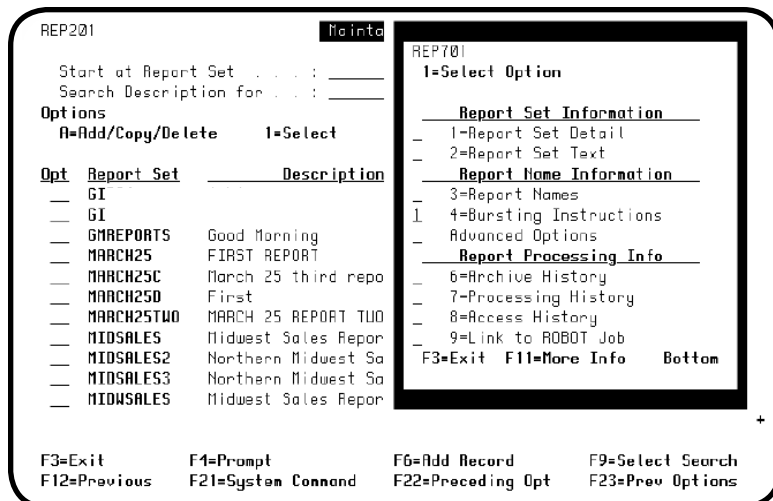 REP201 Mainta
Start at Report Set . . . :
Search Description for . . :
Options
A=Add/Copy/Delete 1=Select
Opt Report Set Description
GI
GI
GMREPORTS Good Morning
MARCH25 FIRST REPORT
MARCH25C March 25 third repo
MARCH25D First
MARCH25TWO MARCH 25 REPORT TWO
MIDSALES Midwest Sales Repor
MIDSALES2 Northern Midwest Sa
MIDSALES3 Northern Midwest Sa
MIDWSALES Midwest Sales Repor
REP701
1=Select Option
Report Set Information
1-Report Set Detail
2=Report Set Text
Report Name Information
3=Report Names
1 4=Bursting Instructions
Advanced Options
Report Processing Info
6=Archive History
7-Processing History
8=Access History
9=Link to ROBOT Job
F3=Exit F11=More Info Bottom
+
F3=Exit F4=Prompt F6=Add Record F9=Select Search
F12=Previous F21=System Command F22=Preceding Opt F23=Prev Options